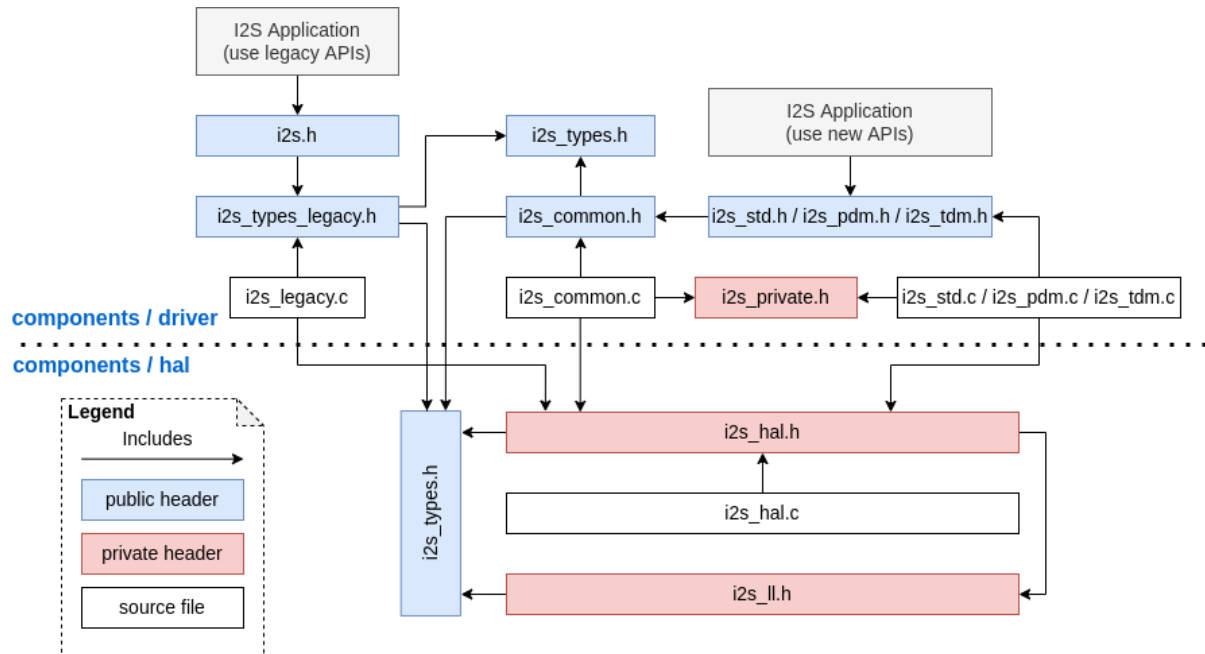 I2S Application
(use legacy APIs)
I2S Application
(use new APIs)
i2s.h
i2s_types.h
i2s_types_legacy.h
i2s_common.h
i2s_std.h / i2s_pdm.h / i2s_tdm.h
i2s_legacy.c
i2s_common.c
i2s_private.h
i2s_std.c / i2s_pdm.c / i2s_tdm.c
components / driver
components / hal
Legend
Includes
public header
private header
source file
i2s_types.h
i2s_hal.h
i2s_hal.c
i2s_ll.h